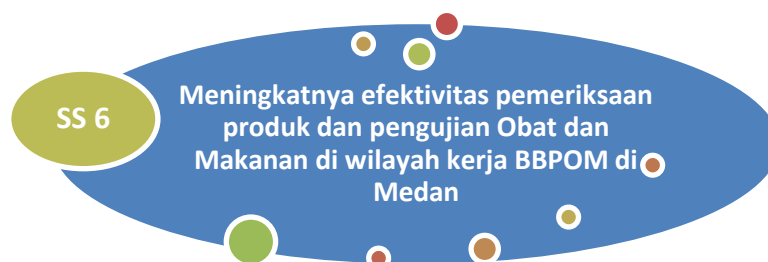 SS 6
Meningkatnya efektivitas pemeriksaan
produk dan pengujian Obat dan
Makanan di wilayah kerja BBPOM di
Medan